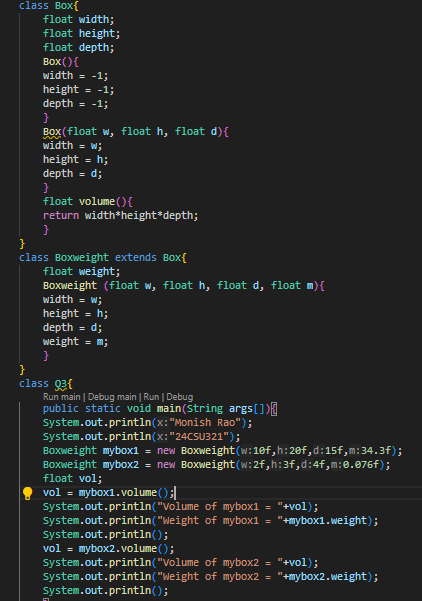 class Box{
    float width;
    float height;
    float depth;
    Box(){
    width = -1;
    height = -1;
    depth = -1;
    }
    Box(float w, float h, float d){
    width = w;
    height = h;
    depth = d;
    }
    float volume(){
    return width*height*depth;
    }
}
class Boxweight extends Box{
    float weight;
    Boxweight (float w, float h, float d, float m){
    width = w;
    height = h;
    depth = d;
    weight = m;
    }
}
class Q3{
    Run main | Debug main | Run | Debug
    public static void main(String args[]){
    System.out.println(x:"Monish Rao");
    System.out.println(x:"24CSU321");
    Boxweight mybox1 = new Boxweight(w:10f,h:20f,d:15f,m:34.3f);
    Boxweight mybox2 = new Boxweight(w:2f,h:3f,d:4f,m:0.076f);
    float vol;
    vol = mybox1.volume();
    System.out.println("Volume of mybox1 = "+vol);
    System.out.println("Weight of mybox1 = "+mybox1.weight);
    System.out.println();
    vol = mybox2.volume();
    System.out.println("Volume of mybox2 = "+vol);
    System.out.println("Weight of mybox2 = "+mybox2.weight);
    System.out.println();